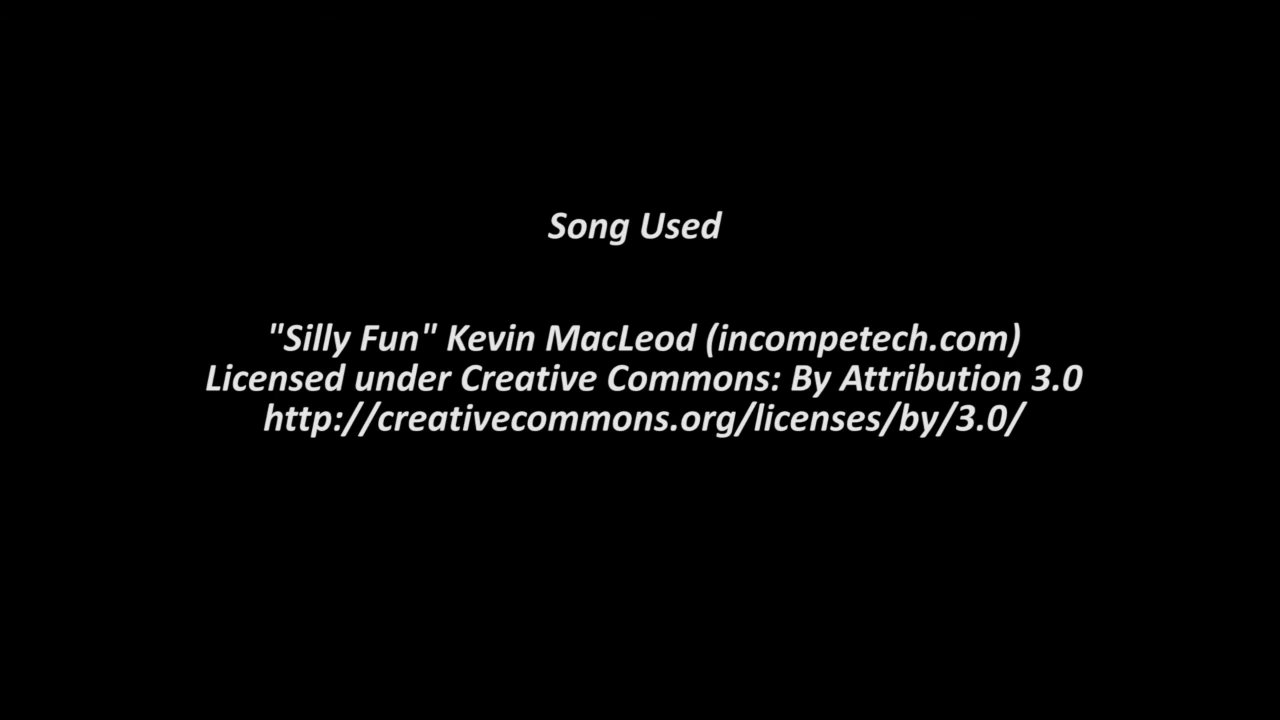 Song Used
"Silly Fun" Kevin MacLeod (incompetech.com)
Licensed under Creative Commons: By Attribution 3.0
http://creativecommons.org/licenses/by/3.0/